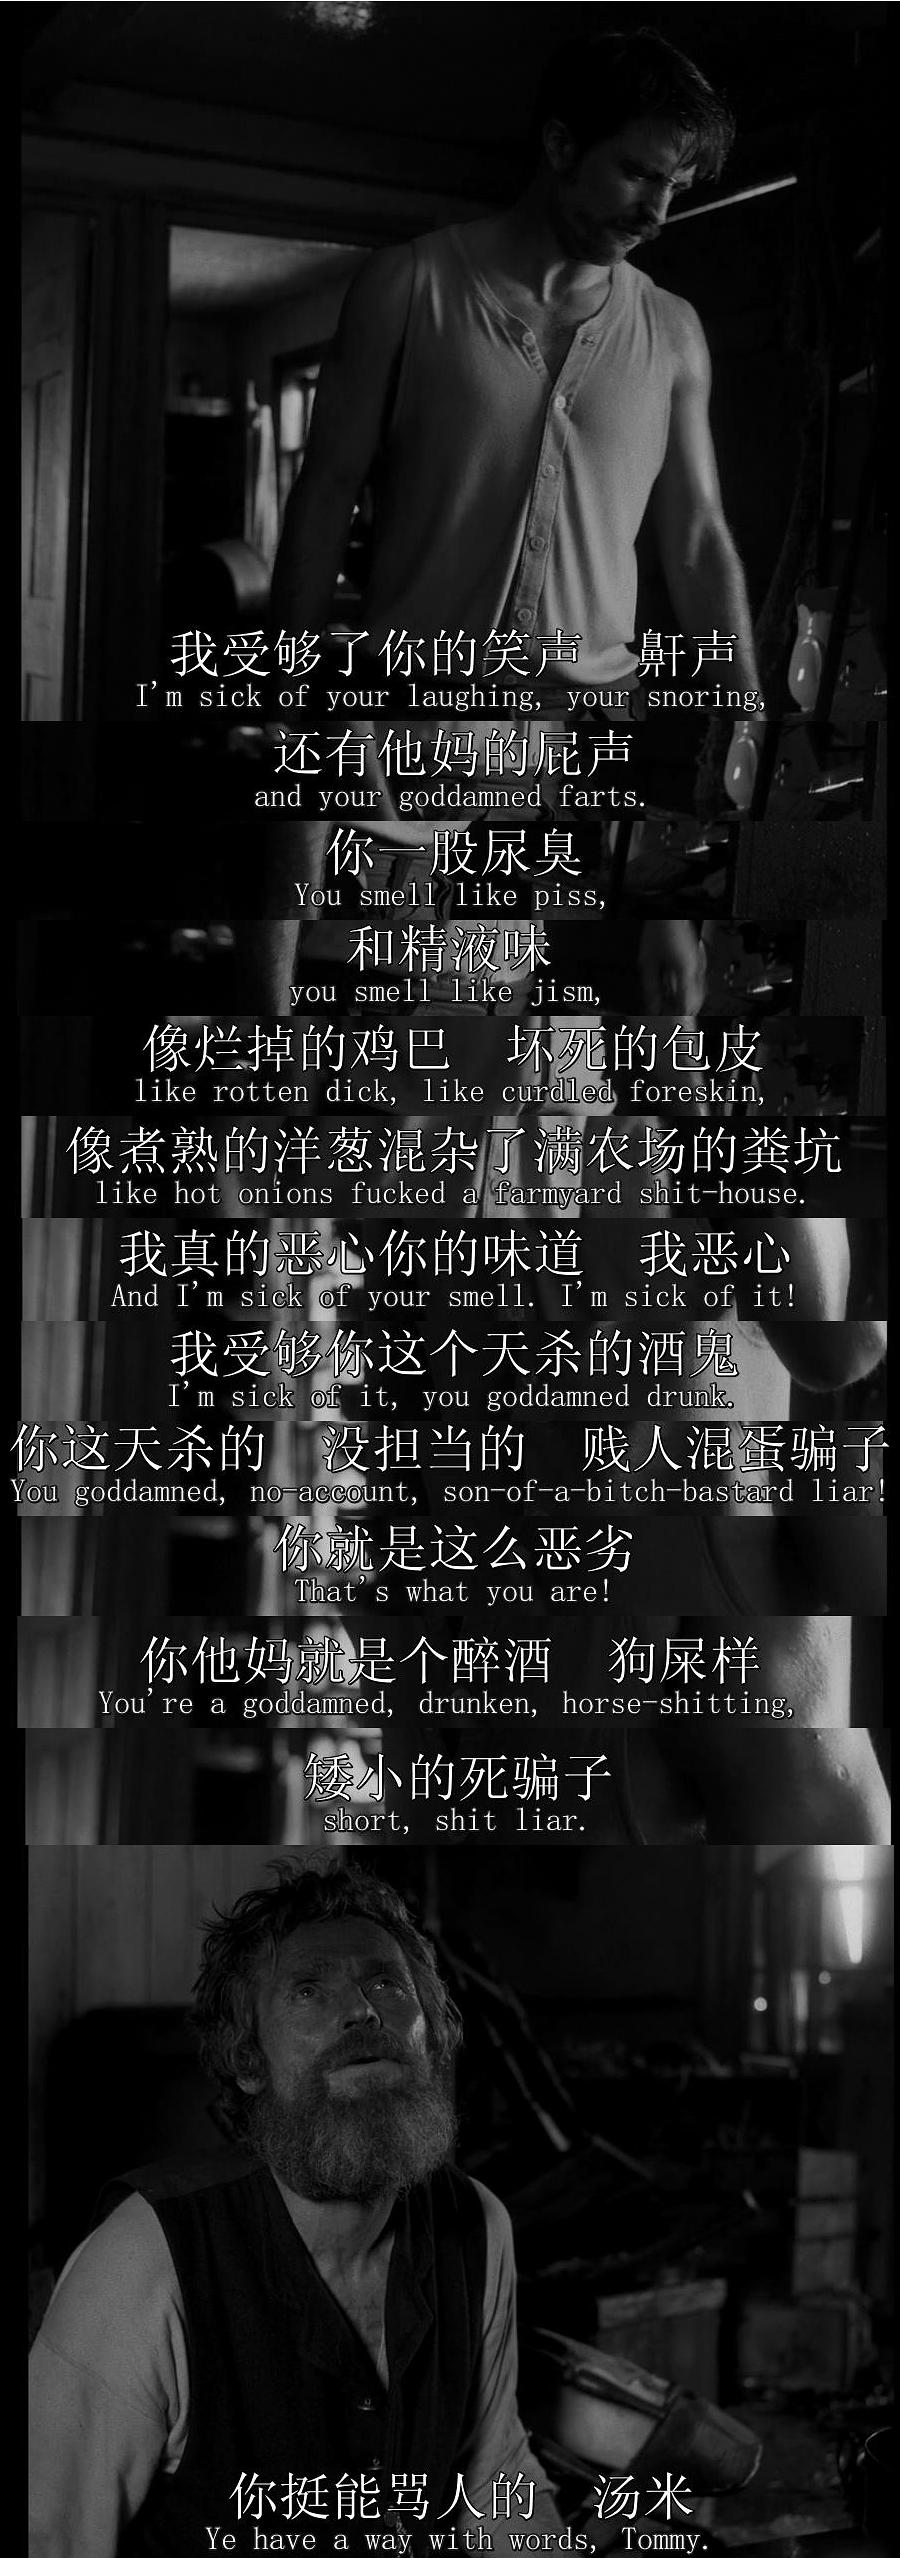 我受够了你的笑声 鼾声
I'm sick of your laughing, your snoring,
还有他妈的屁声
and your goddamned farts.
你一股尿臭
You smell like piss,
和精液味
you smell like jism,
像烂掉的鸡巴 坏死的包皮
like rotten dick, like curdled foreskin,
像煮熟的洋葱混杂了满农场的粪坑
like hot onions fucked a farmyard shit-house.
我真的恶心你的味道 我恶心
And I'm sick of your smell. I'm sick of it!
我受够你这个天杀的酒鬼
I'm sick of it, you goddamned drunk.
你这天杀的 没担当的 贱人混蛋骗子
You goddamned, no-account, son-of-a-bitch-bastard liar!
你就是这么恶劣
That's what you are!
你他妈就是个醉酒 狗屎样
You're a goddamned, drunken, horse-shitting,
矮小的死骗子
short, shit liar.
你挺能骂人的 汤米
Ye have a way with words, Tommy.